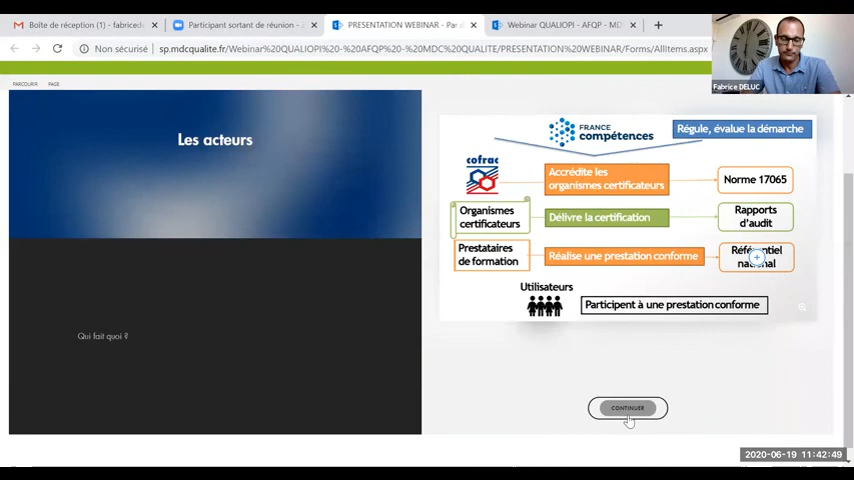 Boîte de réception (1) - fabricede
Participant sortant de réunion -
PRESENTATION WEBINAR - Par
Webinar QUALIOPI - AFQP - MD
Non sécurisé
sp.mdcqualite.fr/Webinar%20QUALIOPI%20-%20AFQP%20-%20MDC%20QUALITE/PRESENTATION%20WEBINAR/Forms/AllItems.aspx
Fabrice DELUC
PARCOURIR
PAGE
Les acteurs
Qui fait quoi ?
FRANCE
compétences
Régule, évalue la démarche
cofrac
Accrédite les
organismes certificateurs
Norme 17065
Organismes
certificateurs
Délivre la certification
Rapports
d'audit
Prestataires
de formation
Réalise une prestation conforme
Référentiel
national
Utilisateurs
Participent à une prestation conforme
CONTINUER
2020-06-19 11:42:49